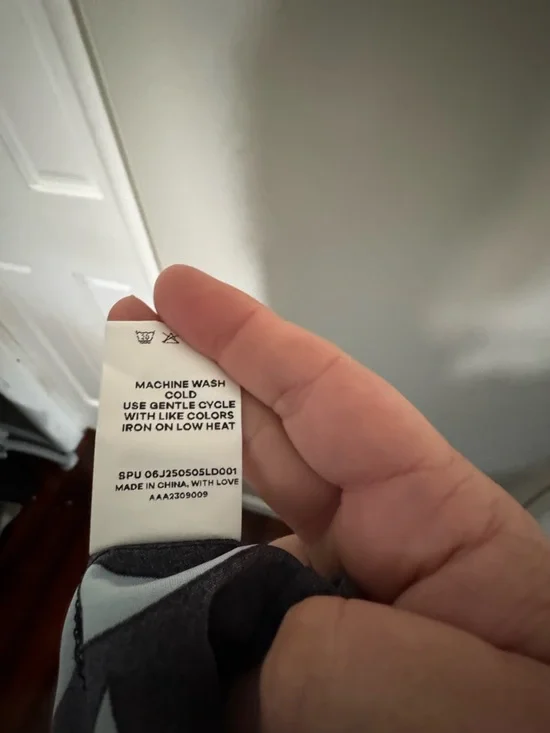 30
MACHINE WASH
COLD
USE GENTLE CYCLE
WITH LIKE COLORS
IRON ON LOW HEAT
SPU 06J250505LD001
MADE IN CHINA, WITH LOVE
AAA2309009